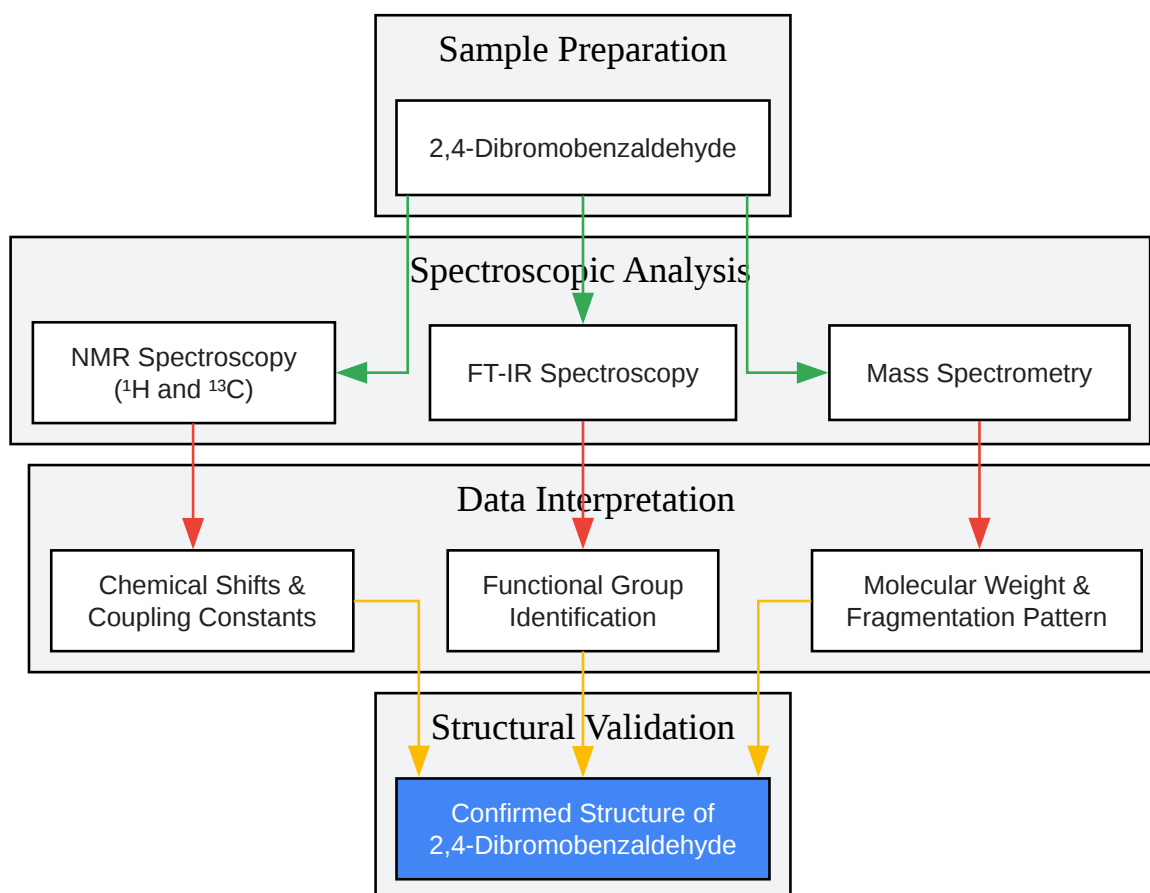 Sample Preparation
2,4-Dibromobenzaldehyde
Spectroscopic Analysis
NMR Spectroscopy
(¹H and ¹³C)
FT-IR Spectroscopy
Mass Spectrometry
Data Interpretation
Chemical Shifts &
Coupling Constants
Functional Group
Identification
Molecular Weight &
Fragmentation Pattern
Structural Validation
Confirmed Structure of
2,4-Dibromobenzaldehyde